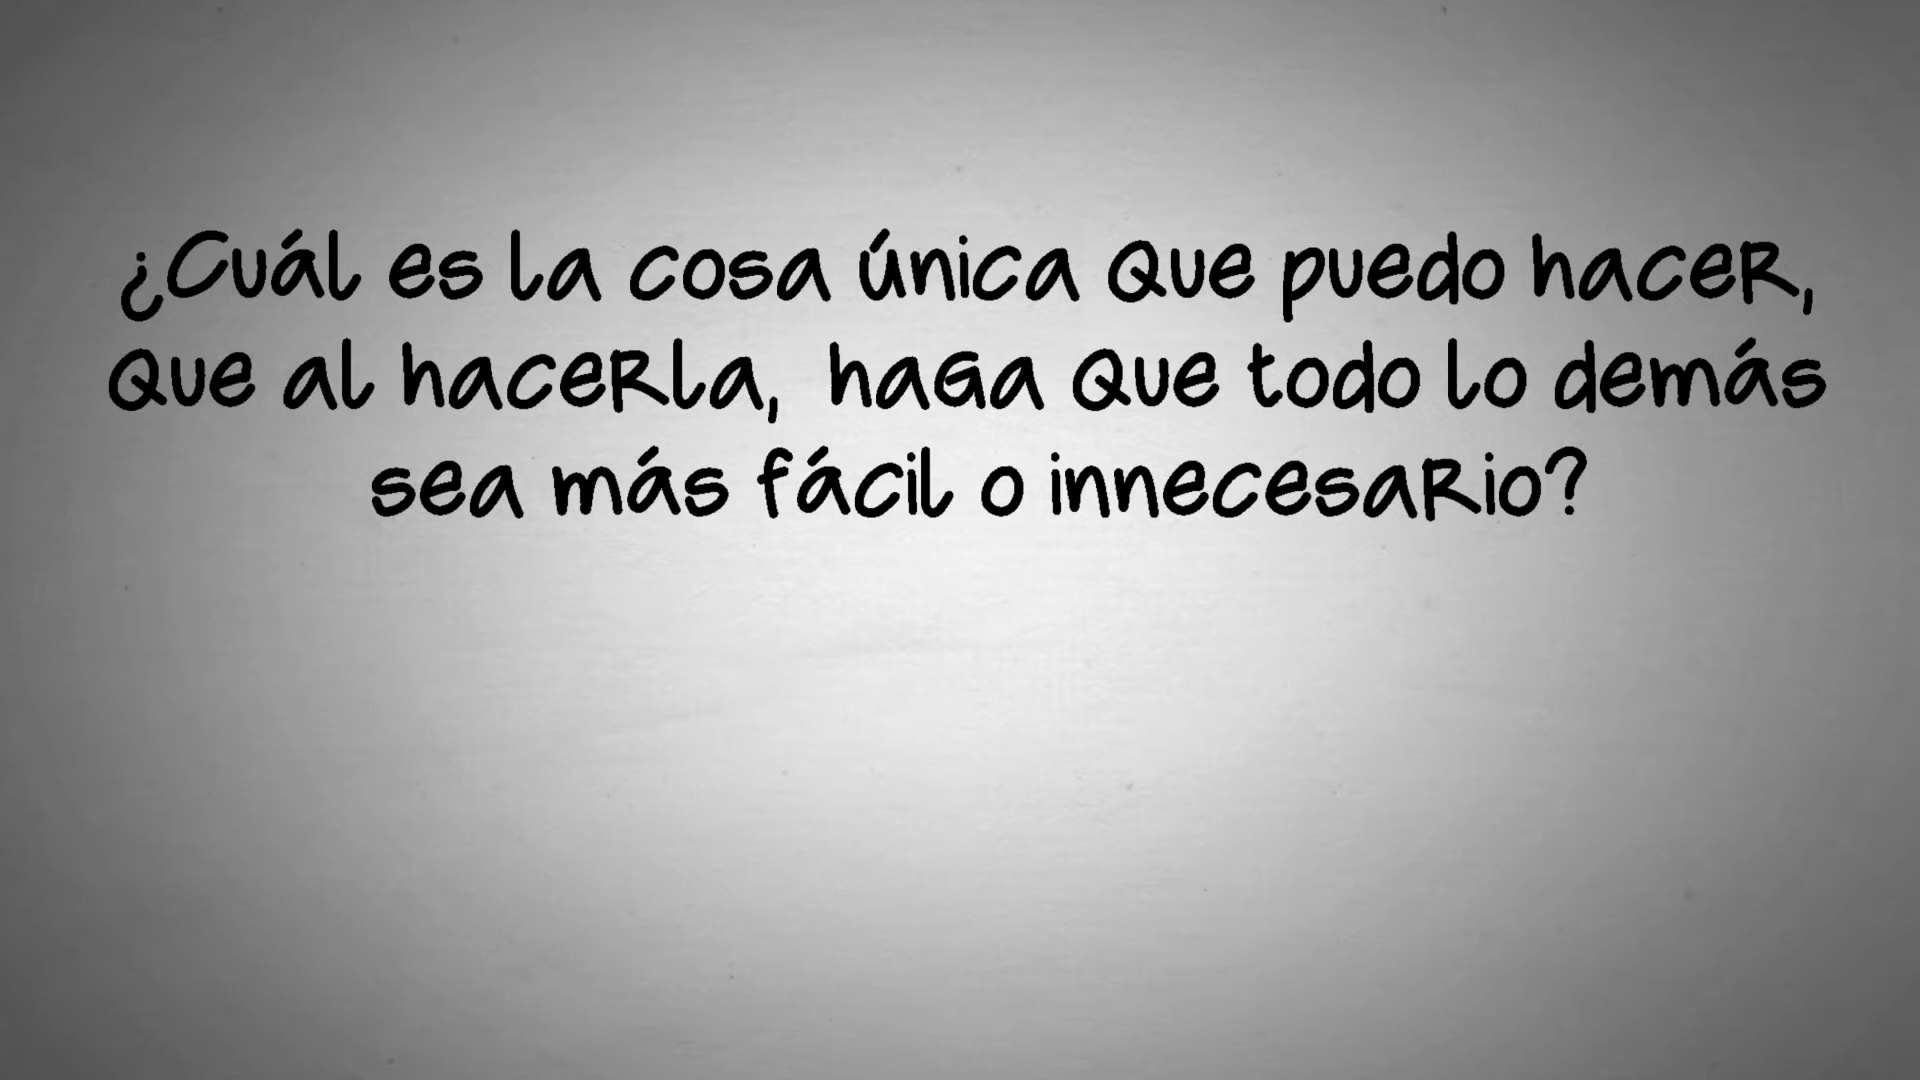 ¿Cuál es la cosa única que puedo hacer,
que al hacerla, haga que todo lo demás
sea más fácil o innecesario?